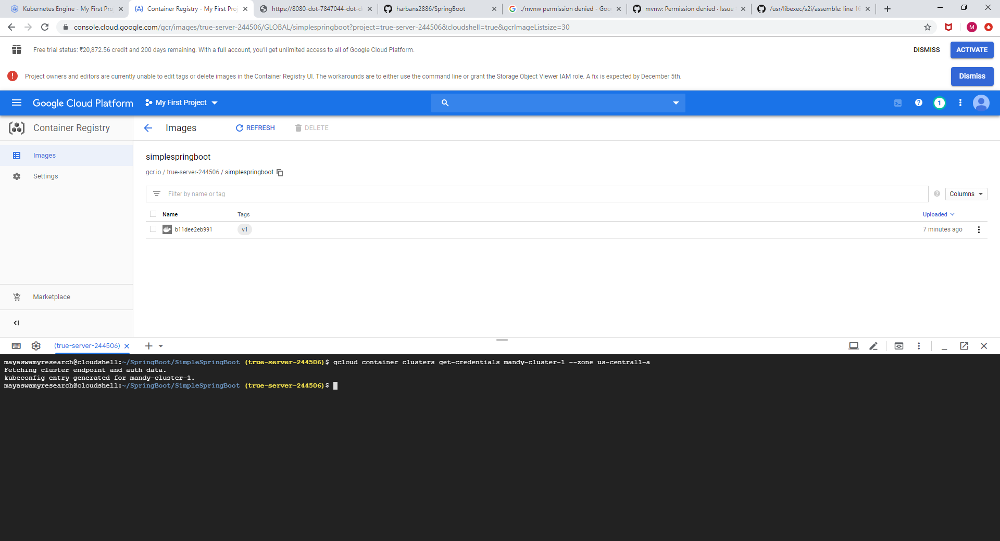 Kubernetes Engine - My First Pro
Container Registry - My First Proj
https://8080-dot-7847044-dot-d
harbans2886/SpringBoot
./mvnw permission denied - Goo
mvnw: Permission denied · Issue
/usr/libexec/s2i/assemble: line 16
console.cloud.google.com/gcr/images/true-server-244506/GLOBAL/simplespringboot?project=true-server-244506&cloudshell=true&gcrImageListsize=30
M
Free trial status: ₹20,872.56 credit and 200 days remaining. With a full account, you'll get unlimited access to all of Google Cloud Platform.
DISMISS
ACTIVATE
Project owners and editors are currently unable to edit tags or delete images in the Container Registry UI. The workarounds are to either use the command line or grant the Storage Object Viewer IAM role. A fix is expected by December 5th.
Dismiss
Google Cloud Platform
My First Project
1
Container Registry
Images
REFRESH
DELETE
Images
Settings
Marketplace
simplespringboot
gcr.io / true-server-244506 / simplespringboot
Filter by name or tag
Columns
Name
Tags
Uploaded
b11dee2eb991
v1
7 minutes ago
(true-server-244506)
mayaswamyresearch@cloudshell:~/SpringBoot/SimpleSpringBoot (true-server-244506)$ gcloud container clusters get-credentials mandy-cluster-1 --zone us-central1-a
Fetching cluster endpoint and auth data.
kubeconfig entry generated for mandy-cluster-1.
mayaswamyresearch@cloudshell:~/SpringBoot/SimpleSpringBoot (true-server-244506)$